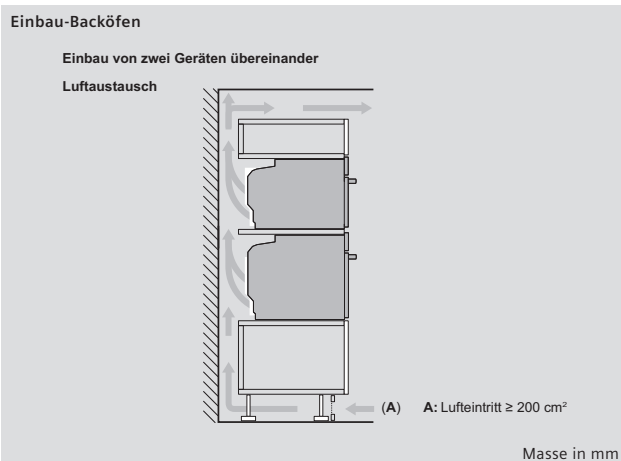 Einbau-Backöfen
Einbau von zwei Geräten übereinander
Luftaustausch
(A) A: Lufteintritt ≥ 200 cm²
Masse in mm